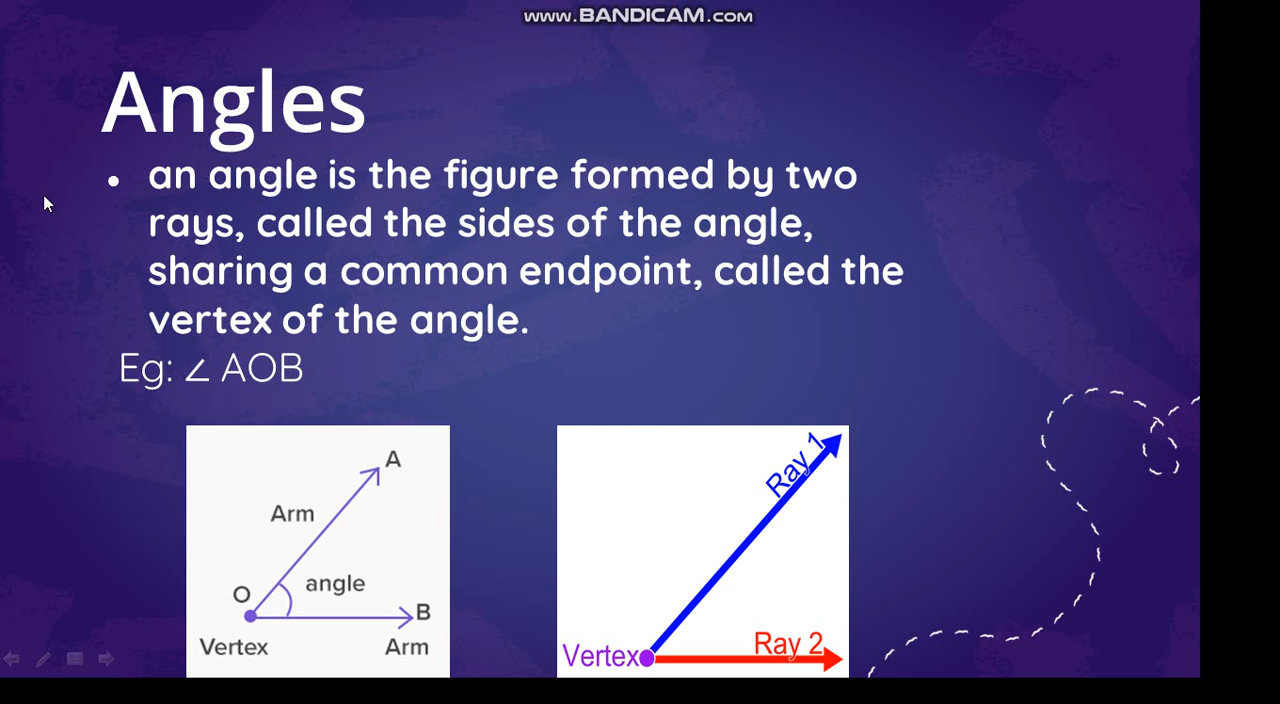 www.BANDICAM.com
Angles
• an angle is the figure formed by two
rays, called the sides of the angle,
sharing a common endpoint, called the
vertex of the angle.
Eg: ∠ AOB
A
Arm
angle
O
B
Vertex
Arm
Ray 1
Ray 2
Vertex